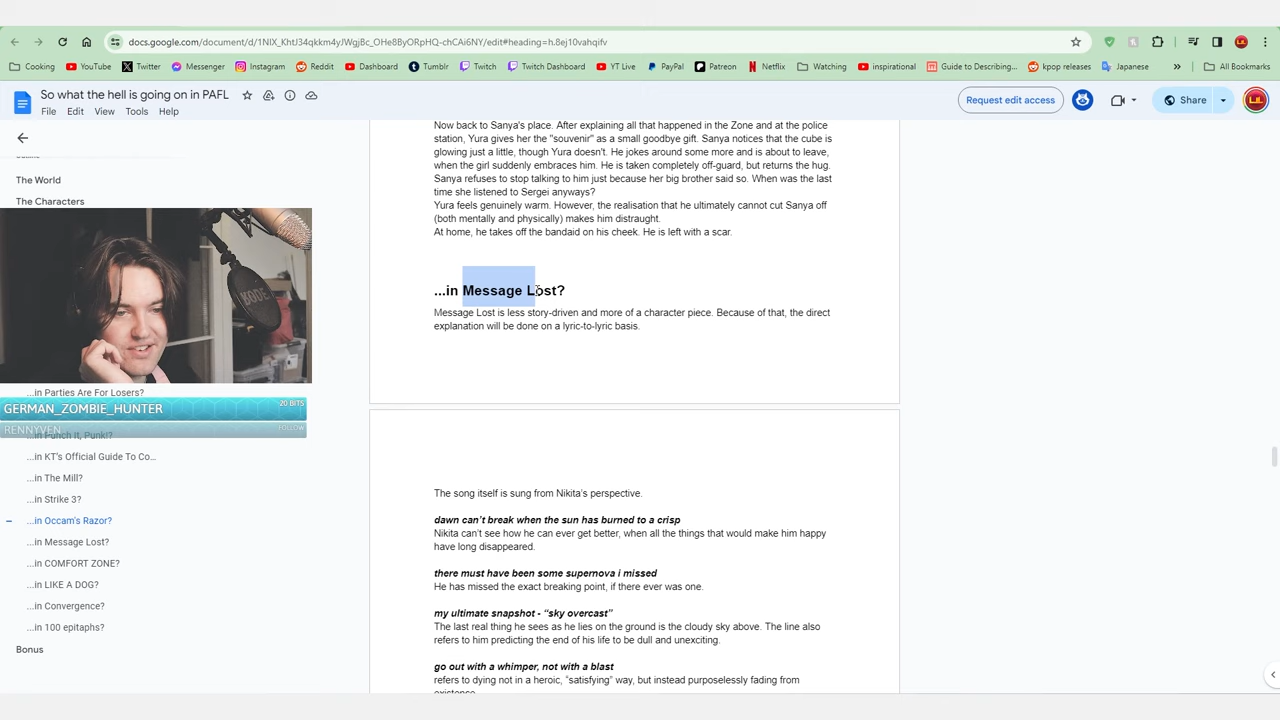 docs.google.com/document/d/1NlX_KhtJ34qkkm4yJWgjBc_OHe8ByORpHQ-chCAi6NY/edit#heading=h.8ej10vahqifv
Cooking YouTube Twitter Messenger Instagram Reddit Dashboard Tumblr Twitch Twitch Dashboard YT Live PayPal Patreon Netflix Watching inspirational Guide to Describing... kpop releases Japanese » All Bookmarks
So what the hell is going on in PAFL
File Edit View Tools Help
Request edit access
Share
The World
The Characters
KODE
...in Parties Are For Losers?
GERMAN_ZOMBIE_HUNTER 20 BITS
RENNYVEN FOLLOW
...in Punch it, Punk!?
...in KT's Official Guide To Co...
...in The Mill?
...in Strike 3?
...in Occam's Razor?
...in Message Lost?
...in COMFORT ZONE?
...in LIKE A DOG?
...in Convergence?
...in 100 epitaphs?
Bonus
Now back to Sanya's place. After explaining all that happened in the Zone and at the police
station, Yura gives her the "souvenir" as a small goodbye gift. Sanya notices that the cube is
glowing just a little, though Yura doesn't. He jokes around some more and is about to leave,
when the girl suddenly embraces him. He is taken completely off-guard, but returns the hug.
Sanya refuses to stop talking to him just because her big brother said so. When was the last
time she listened to Sergei anyways?
Yura feels genuinely warm. However, the realisation that he ultimately cannot cut Sanya off
(both mentally and physically) makes him distraught.
At home, he takes off the bandaid on his cheek. He is left with a scar.
...in Message Lost?
Message Lost is less story-driven and more of a character piece. Because of that, the direct
explanation will be done on a lyric-to-lyric basis.
The song itself is sung from Nikita's perspective.
dawn can't break when the sun has burned to a crisp
Nikita can't see how he can ever get better, when all the things that would make him happy
have long disappeared.
there must have been some supernova i missed
He has missed the exact breaking point, if there ever was one.
my ultimate snapshot - "sky overcast"
The last real thing he sees as he lies on the ground is the cloudy sky above. The line also
refers to him predicting the end of his life to be dull and unexciting.
go out with a whimper, not with a blast
refers to dying not in a heroic, "satisfying" way, but instead purposelessly fading from
existence.